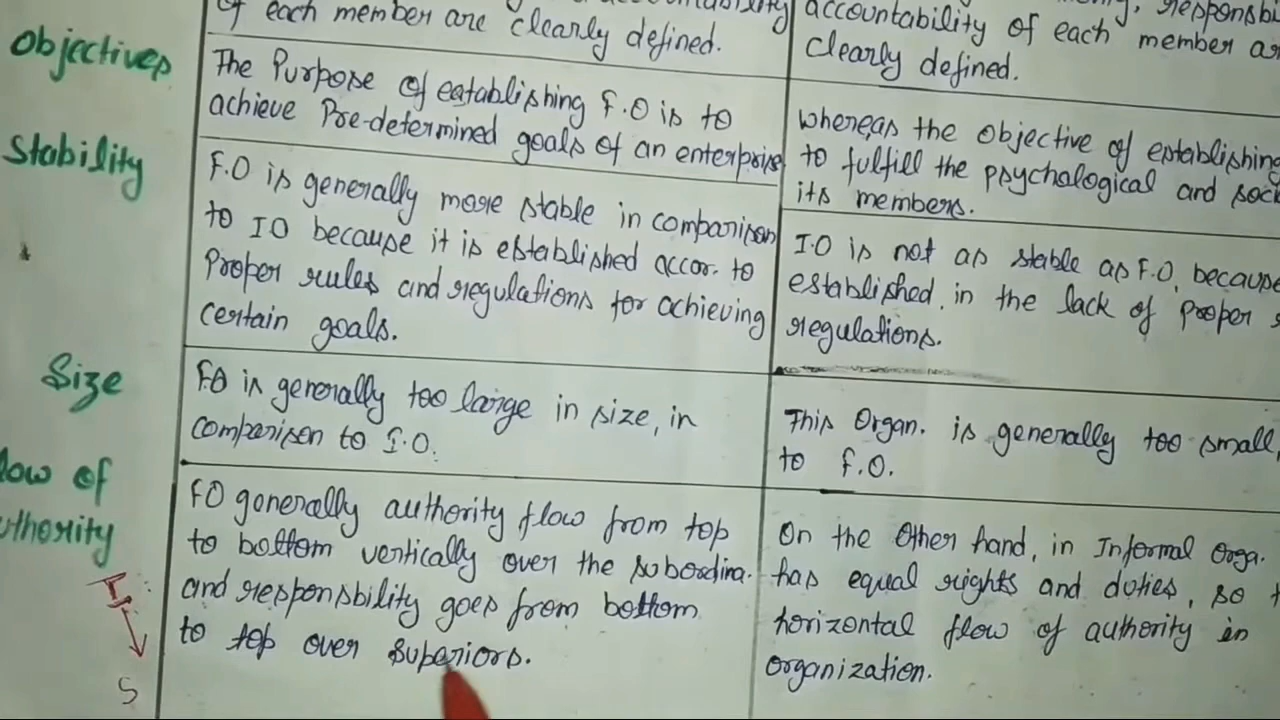 of each member are clearly defined.
accountability of each member ar
clearly defined.
Objectives
The Purpose of eatablishing F.O is to
achieve Pre-determined goals of an enterprise
whereas the objective of establishing
to fulfill the psychological and soc
its members.
Stability
F.O is generally more stable in comparison
to IO because it is established accor. to
Proper rules and regulations for achieving
certain goals.
I.O is not as stable as F.O, because
established, in the lack of proper
regulations.
Size
FO is generally too large in size, in
comparison to I.O.
This Organ. is generally too small,
to F.O.
low of
uthority
FO generally authority flow from top
to bottom vertically over the subordina.
and responsbility goes from bottom
to top over superiors.
On the other hand, in Informal Orga.
has equal rights and duties, so t
horizontal flow of authority in
organization.
I
S